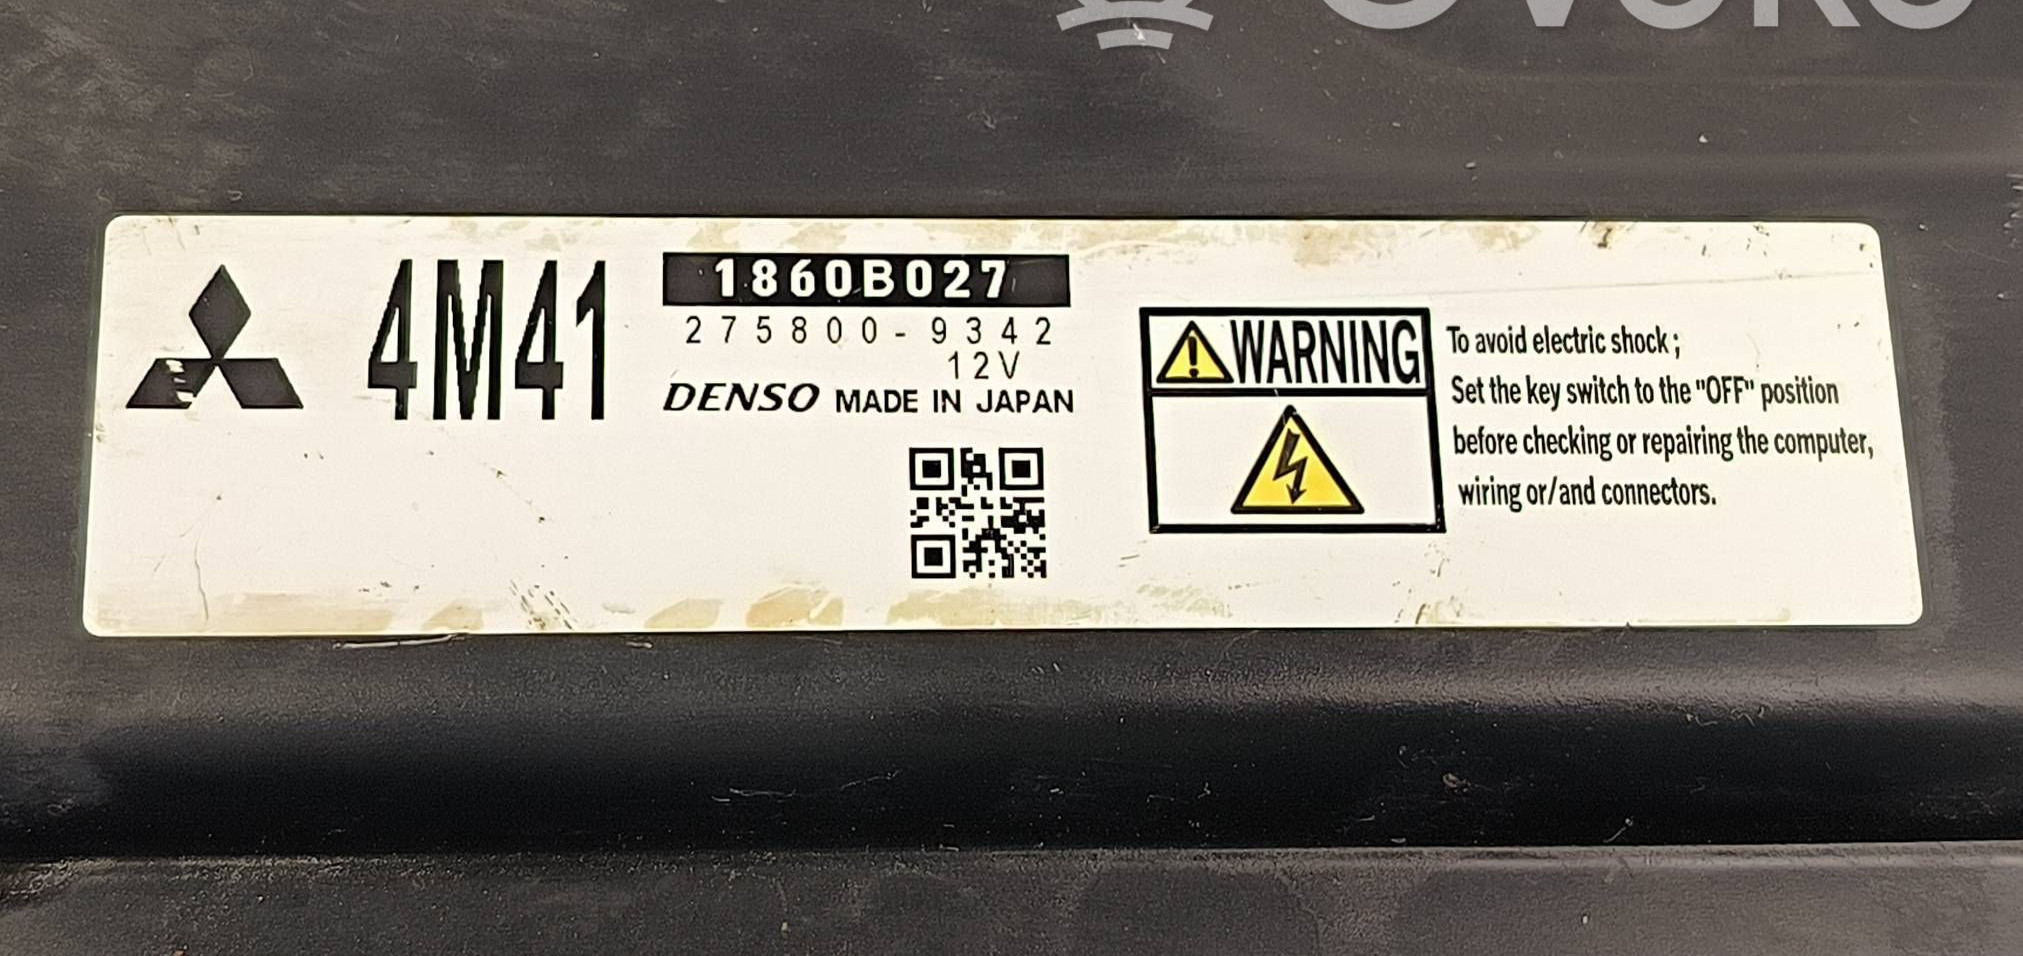 4M41
1860B027
275800-9342
12V
DENSO MADE IN JAPAN
WARNING
To avoid electric shock ;
Set the key switch to the "OFF" position
before checking or repairing the computer,
wiring or/and connectors.